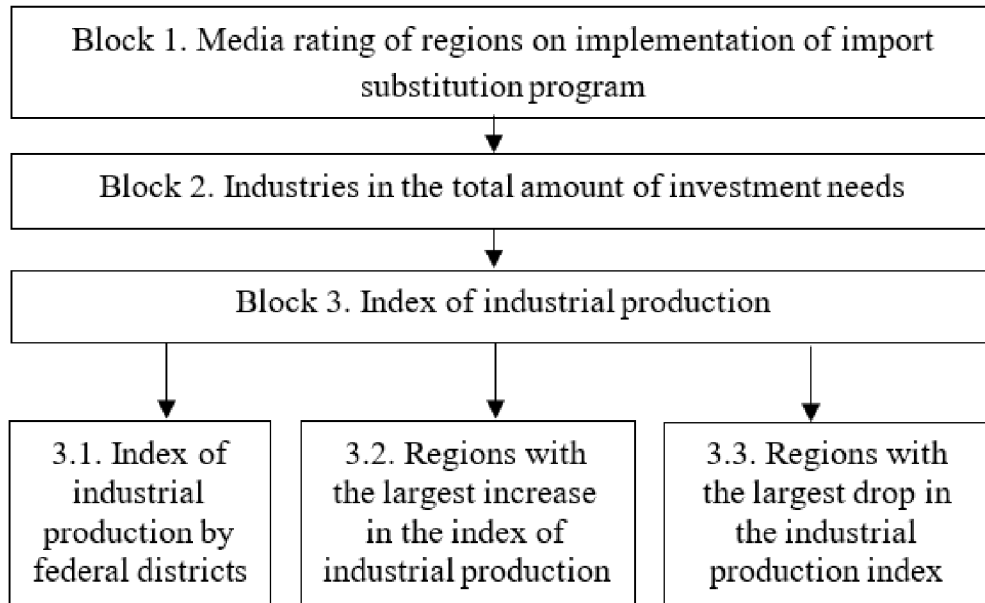 Block 1. Media rating of regions on implementation of import
substitution program
Block 2. Industries in the total amount of investment needs
Block 3. Index of industrial production
3.1. Index of
industrial
production by
federal districts
3.2. Regions with
the largest increase
in the index of
industrial production
3.3. Regions with
the largest drop in
the industrial
production index